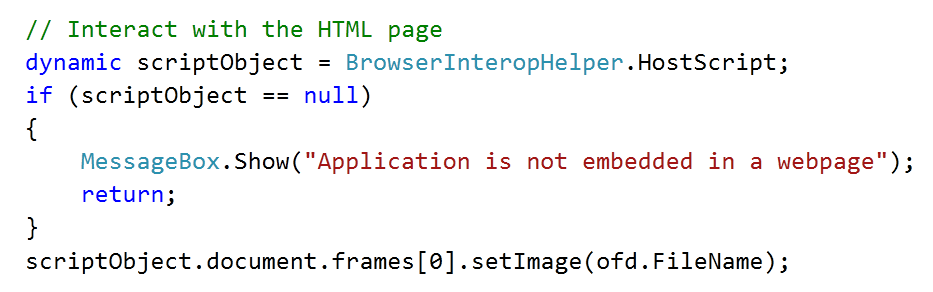 // Interact with the HTML page
dynamic scriptObject = BrowserInteropHelper.HostScript;
if (scriptObject == null)
{
    MessageBox.Show("Application is not embedded in a webpage");
    return;
}
scriptObject.document.frames[0].setImage(ofd.FileName);